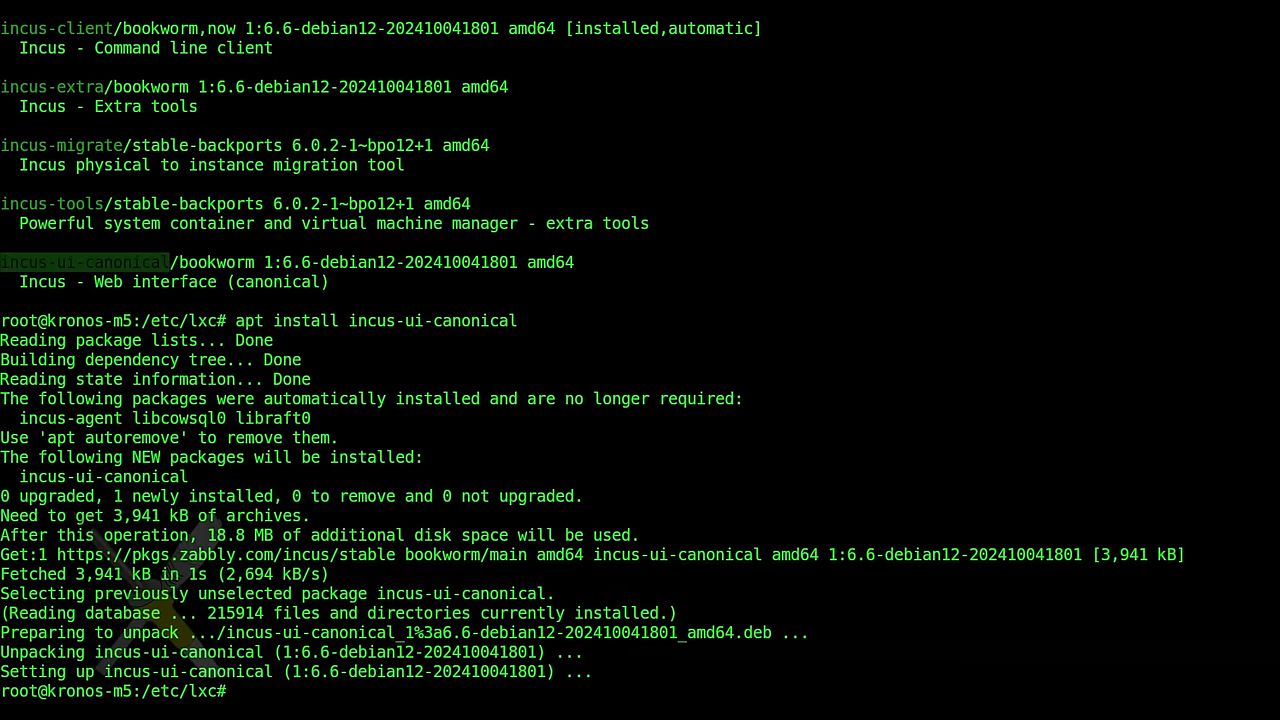 incus-client/bookworm,now 1:6.6-debian12-202410041801 amd64 [installed,automatic]
  Incus - Command line client
incus-extra/bookworm 1:6.6-debian12-202410041801 amd64
  Incus - Extra tools
incus-migrate/stable-backports 6.0.2-1~bpo12+1 amd64
  Incus physical to instance migration tool
incus-tools/stable-backports 6.0.2-1~bpo12+1 amd64
  Powerful system container and virtual machine manager - extra tools
incus-ui-canonical/bookworm 1:6.6-debian12-202410041801 amd64
  Incus - Web interface (canonical)
root@kronos-m5:/etc/lxc# apt install incus-ui-canonical
Reading package lists... Done
Building dependency tree... Done
Reading state information... Done
The following packages were automatically installed and are no longer required:
  incus-agent libcowsql0 libraft0
Use 'apt autoremove' to remove them.
The following NEW packages will be installed:
  incus-ui-canonical
0 upgraded, 1 newly installed, 0 to remove and 0 not upgraded.
Need to get 3,941 kB of archives.
After this operation, 18.8 MB of additional disk space will be used.
Get:1 https://pkgs.zabbly.com/incus/stable bookworm/main amd64 incus-ui-canonical amd64 1:6.6-debian12-202410041801 [3,941 kB]
Fetched 3,941 kB in 1s (2,694 kB/s)
Selecting previously unselected package incus-ui-canonical.
(Reading database ... 215914 files and directories currently installed.)
Preparing to unpack .../incus-ui-canonical_1%3a6.6-debian12-202410041801_amd64.deb ...
Unpacking incus-ui-canonical (1:6.6-debian12-202410041801) ...
Setting up incus-ui-canonical (1:6.6-debian12-202410041801) ...
root@kronos-m5:/etc/lxc#